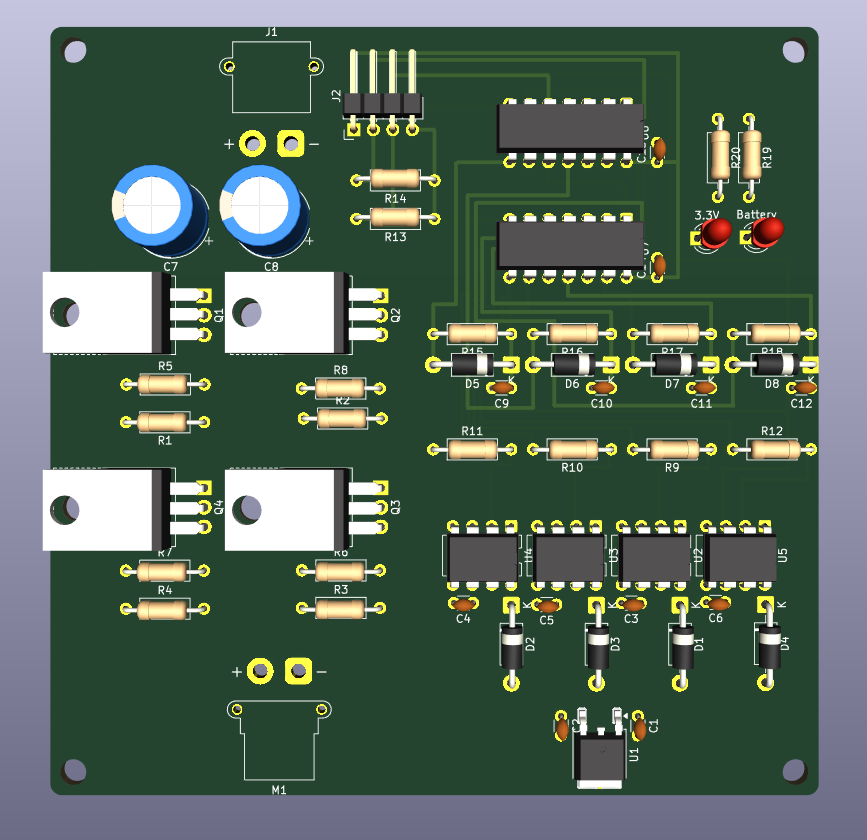 J1
J2
+
−
R20
R19
R14
3.3V
Battery
R13
+
+
C7
C8
Q1
Q2
R15
R16
R17
R18
K
K
K
K
D5
D6
D7
D8
R5
R8
C9
C10
C11
C12
R2
R1
R11
R10
R9
R12
Q4
Q3
U4
U3
U2
U5
R7
R6
R4
R3
C4
C5
C3
C6
K
K
K
K
D2
D3
D1
D4
+
−
C2
C1
U1
M1